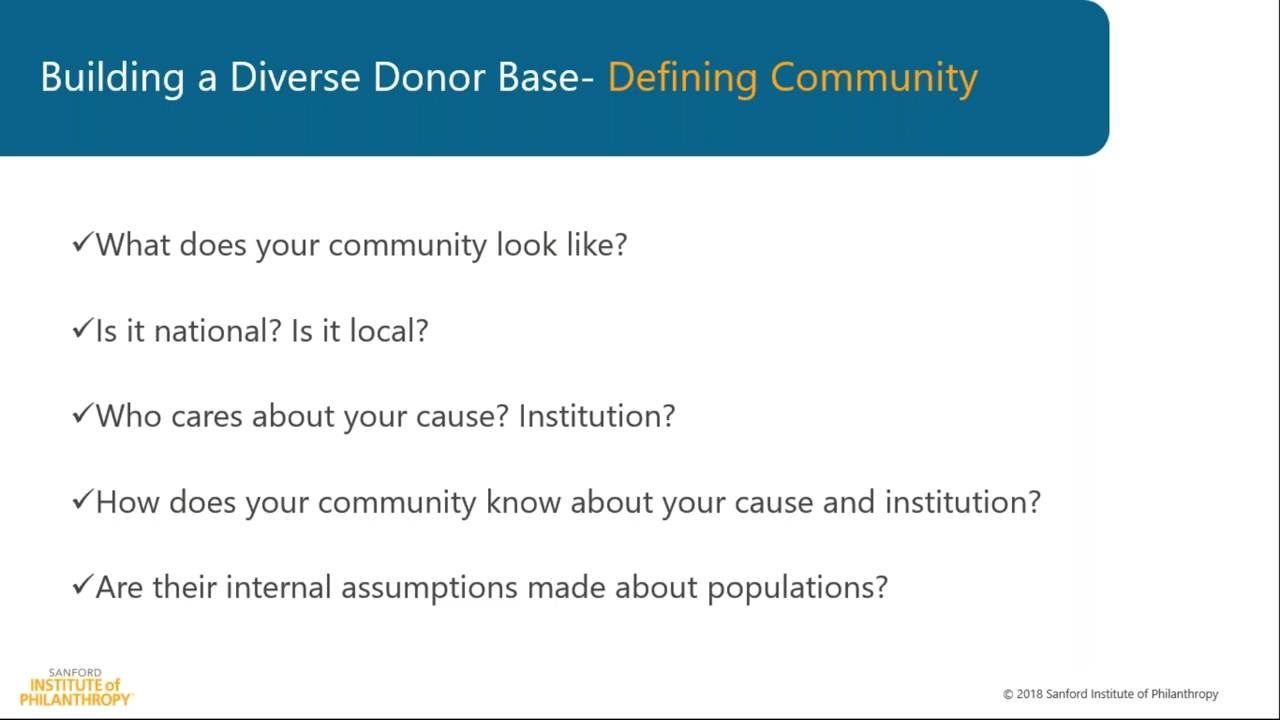 Building a Diverse Donor Base- Defining Community
✓What does your community look like?
✓Is it national? Is it local?
✓Who cares about your cause? Institution?
✓How does your community know about your cause and institution?
✓Are their internal assumptions made about populations?
SANFORD
INSTITUTE of
PHILANTHROPY
© 2018 Sanford Institute of Philanthropy